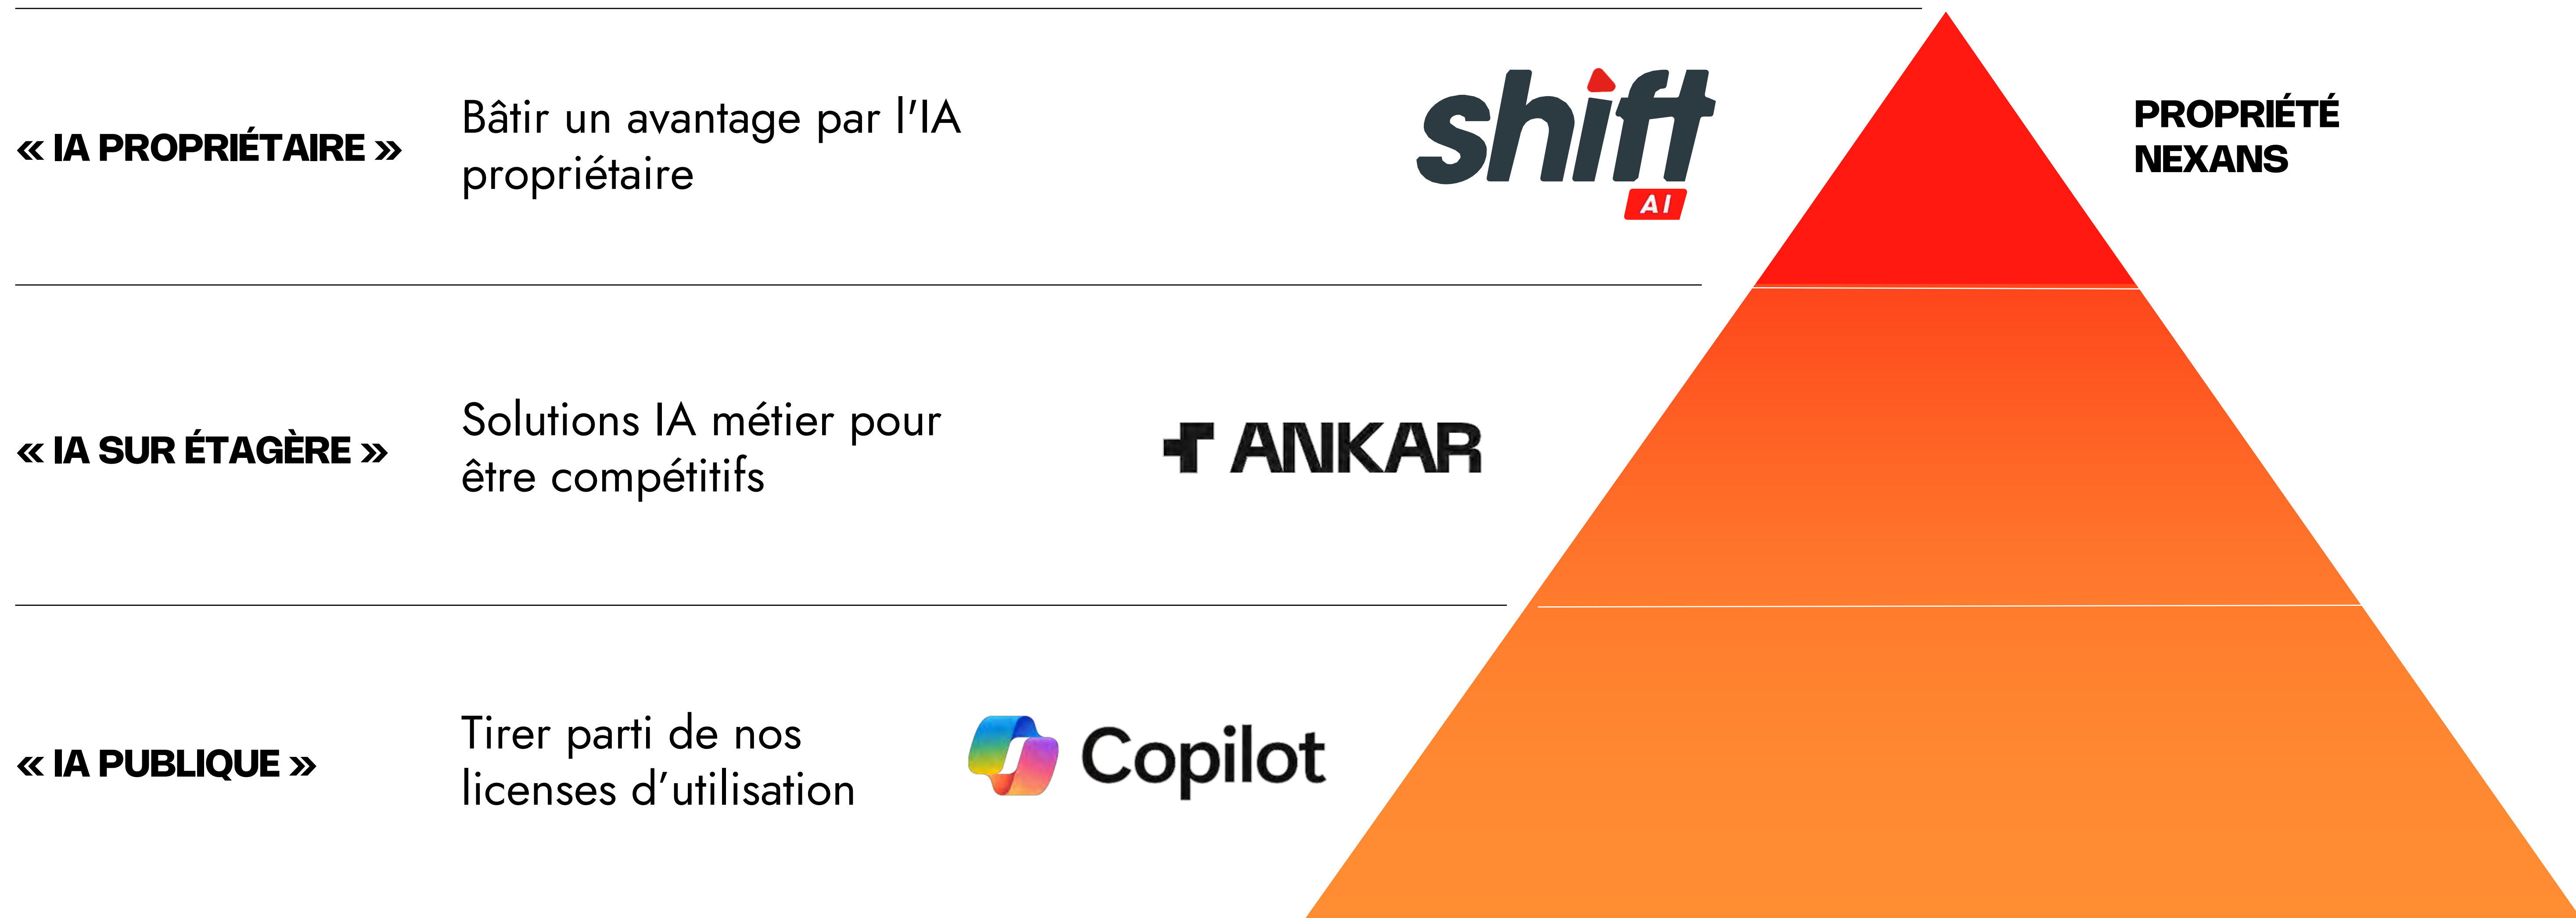 « IA PROPRIÉTAIRE »
Bâtir un avantage par l'IA
propriétaire
shift
AI
PROPRIÉTÉ
NEXANS
« IA SUR ÉTAGÈRE »
Solutions IA métier pour
être compétitifs
ANKAR
« IA PUBLIQUE »
Tirer parti de nos
licenses d’utilisation
Copilot